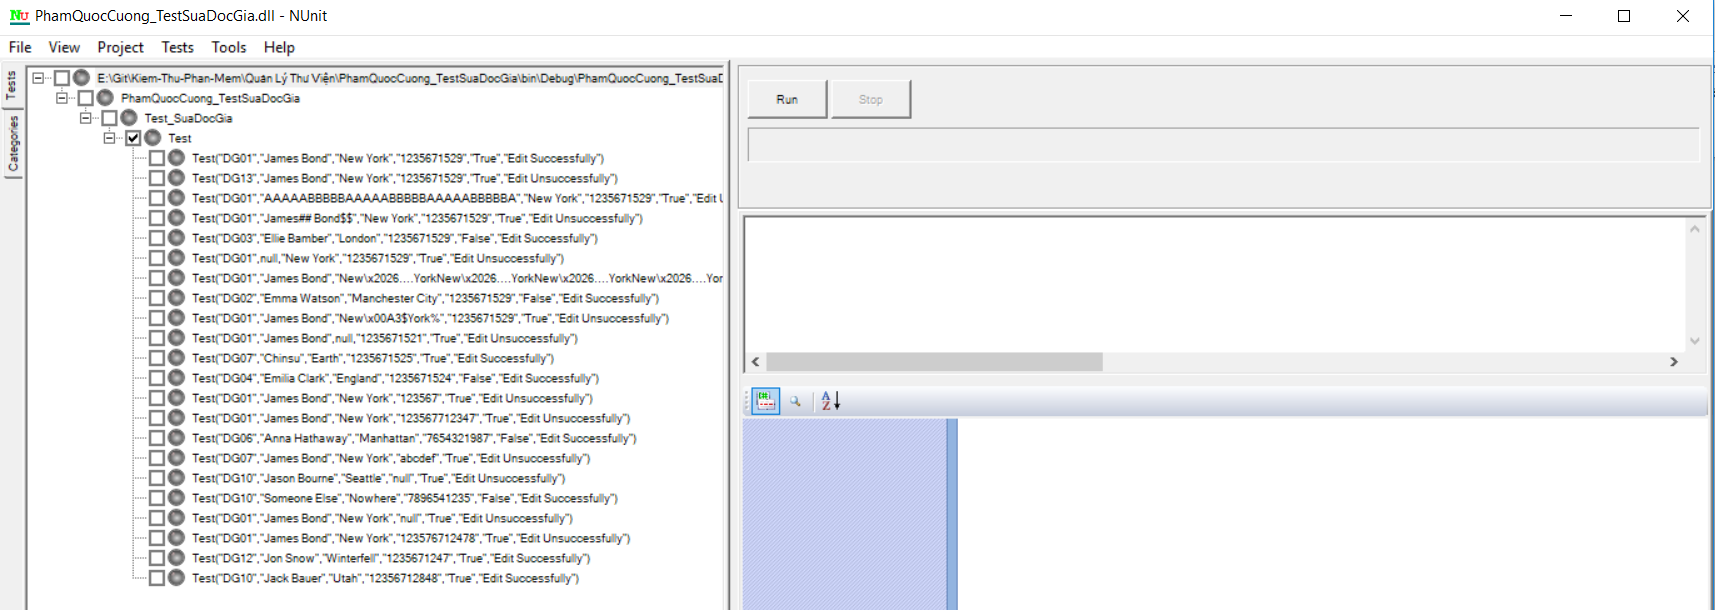 PhamQuocCuong_TestSuaDocGia.dll - NUnit
File View Project Tests Tools Help
Tests
Categories
E:\Git\Kiem-Thu-Phan-Mem\Quản Lý Thư Viện\PhamQuocCuong_TestSuaDocGia\bin\Debug\PhamQuocCuong_TestSuaD
PhamQuocCuong_TestSuaDocGia
Test_SuaDocGia
Test
Test("DG01","James Bond","New York","1235671529","True","Edit Successfully")
Test("DG13","James Bond","New York","1235671529","True","Edit Unsuccessfully")
Test("DG01","AAAAABBBBBAAAAABBBBBAAAAABBBBBA","New York","1235671529","True","Edit U
Test("DG01","James## Bond$$","New York","1235671529","True","Edit Unsuccessfully")
Test("DG03","Ellie Bamber","London","1235671529","False","Edit Successfully")
Test("DG01",null,"New York","1235671529","True","Edit Unsuccessfully")
Test("DG01","James Bond","New\x2026....YorkNew\x2026....YorkNew\x2026....YorkNew\x2026....Yor
Test("DG02","Emma Watson","Manchester City","1235671529","False","Edit Successfully")
Test("DG01","James Bond","New\x00A3$York%","1235671529","True","Edit Unsuccessfully")
Test("DG01","James Bond",null,"1235671521","True","Edit Unsuccessfully")
Test("DG07","Chinsu","Earth","1235671525","True","Edit Successfully")
Test("DG04","Emilia Clark","England","1235671524","False","Edit Successfully")
Test("DG01","James Bond","New York","123567","True","Edit Unsuccessfully")
Test("DG01","James Bond","New York","123567712347","True","Edit Unsuccessfully")
Test("DG06","Anna Hathaway","Manhattan","7654321987","False","Edit Successfully")
Test("DG07","James Bond","New York","abcdef","True","Edit Unsuccessfully")
Test("DG10","Jason Bourne","Seattle","null","True","Edit Unsuccessfully")
Test("DG10","Someone Else","Nowhere","7896541235","False","Edit Successfully")
Test("DG01","James Bond","New York","null","True","Edit Unsuccessfully")
Test("DG01","James Bond","New York","123576712478","True","Edit Unsuccessfully")
Test("DG12","Jon Snow","Winterfell","1235671247","True","Edit Successfully")
Test("DG10","Jack Bauer","Utah","12356712848","True","Edit Successfully")
Run Stop